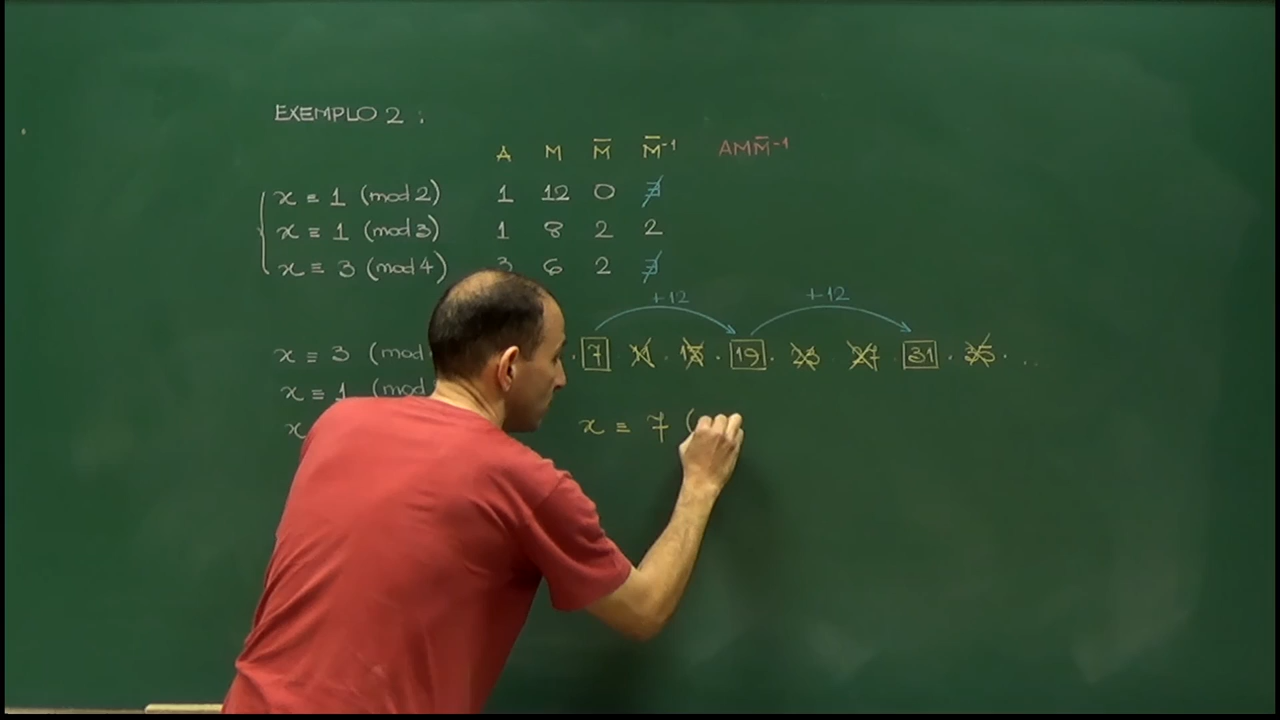 EXEMPLO 2 :
A M M̅ M̅⁻¹ AMM̅⁻¹
x ≡ 1 (mod 2) 1 12 0 ∄
x ≡ 1 (mod 3) 1 8 2 2
x ≡ 3 (mod 4) 3 6 2 ∄
+12 +12
x ≡ 3 (mod · 7 · 11 · 15 · 19 · 23 · 27 · 31 · 35 · ...
x ≡ 1 (mod
x x ≡ 7 (